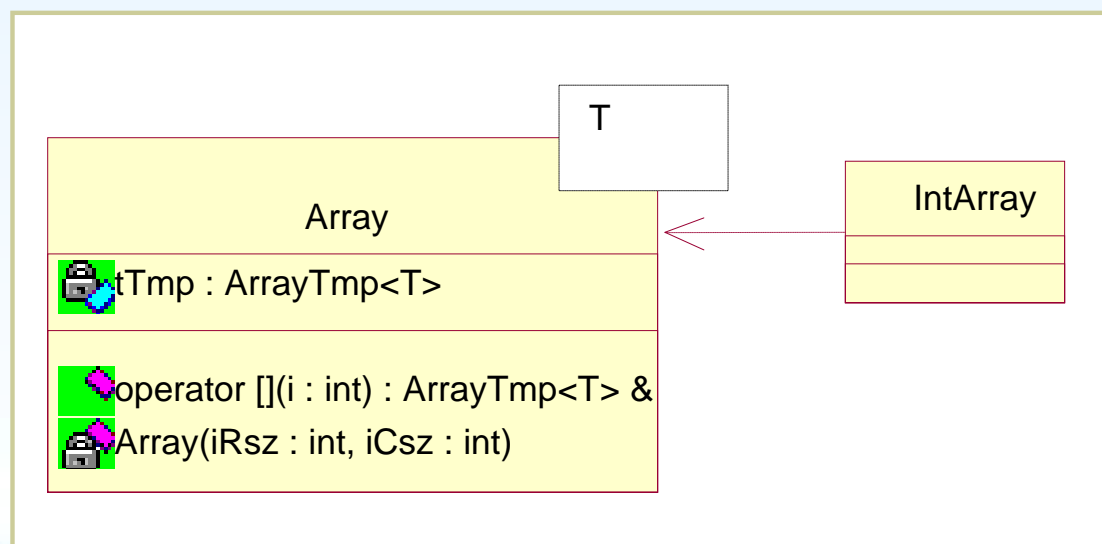 T
Array
IntArray
tTmp : ArrayTmp<T>
operator [](i : int) : ArrayTmp<T> &
Array(iRsz : int, iCsz : int)